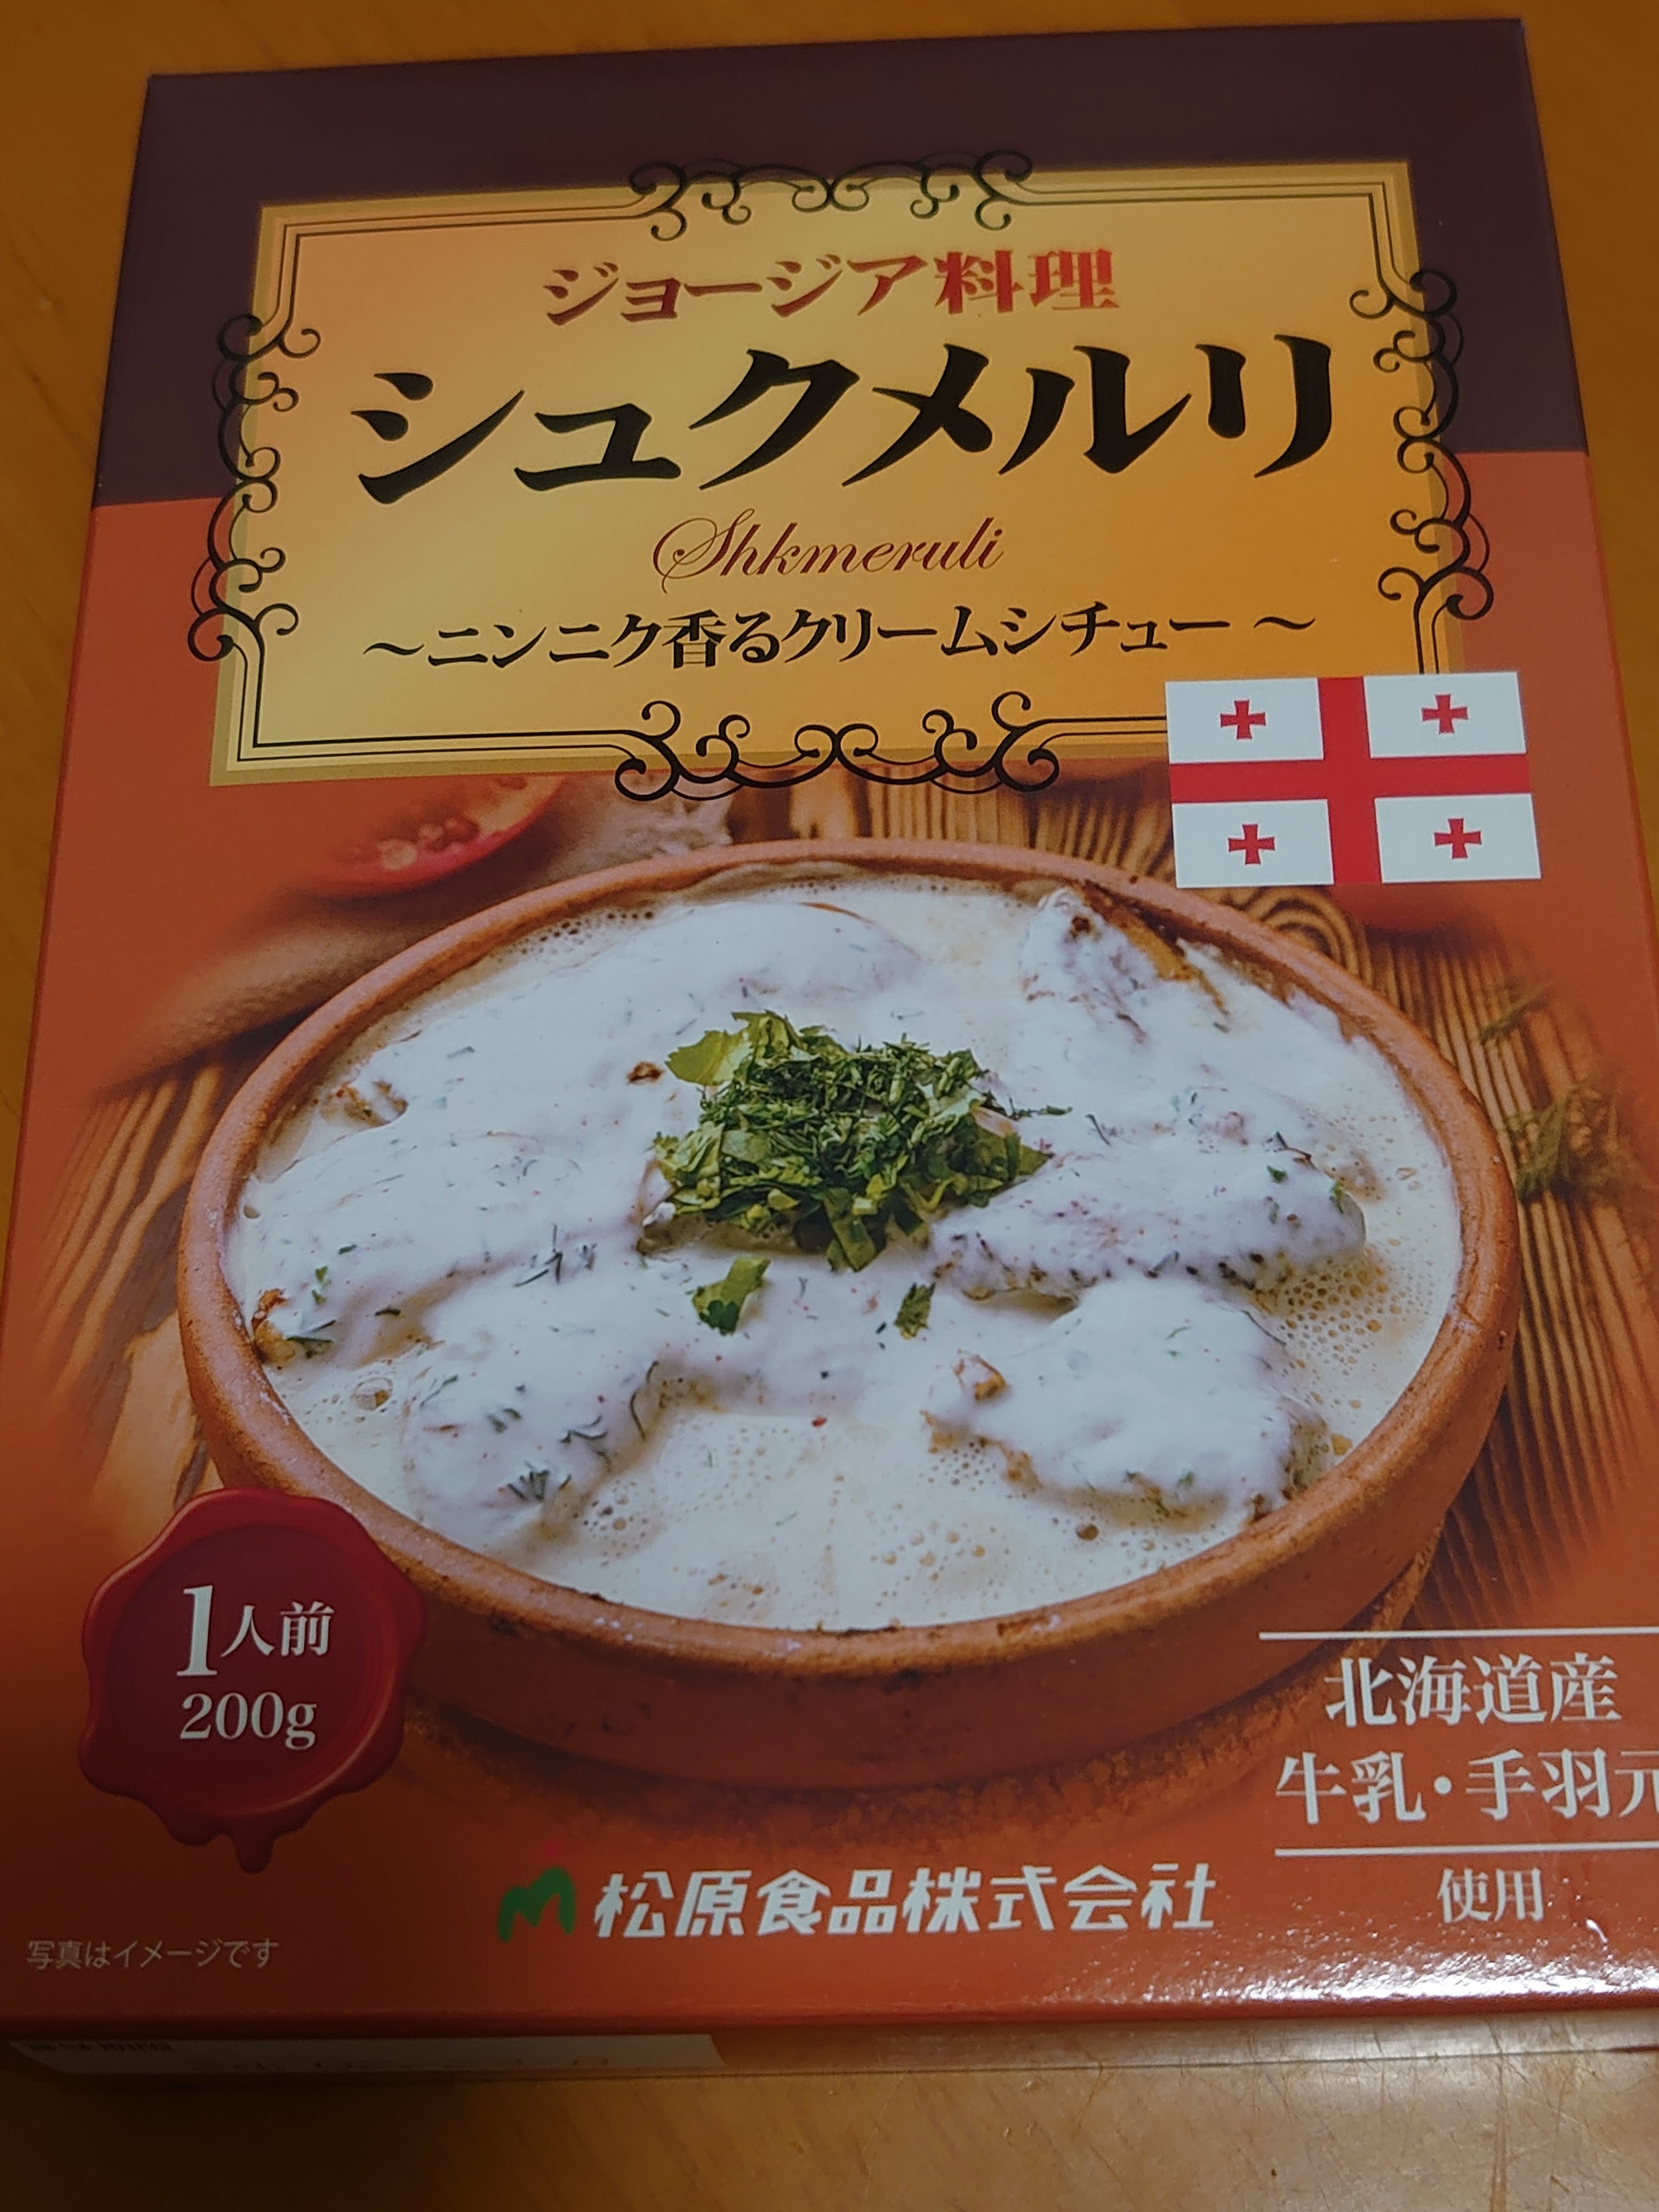 ジョージア料理
シュクメルリ
Shkmeruli
～ニンニク香るクリームシチュー～
1人前
200g
北海道産
牛乳・手羽元
使用
松原食品株式会社
写真はイメージです